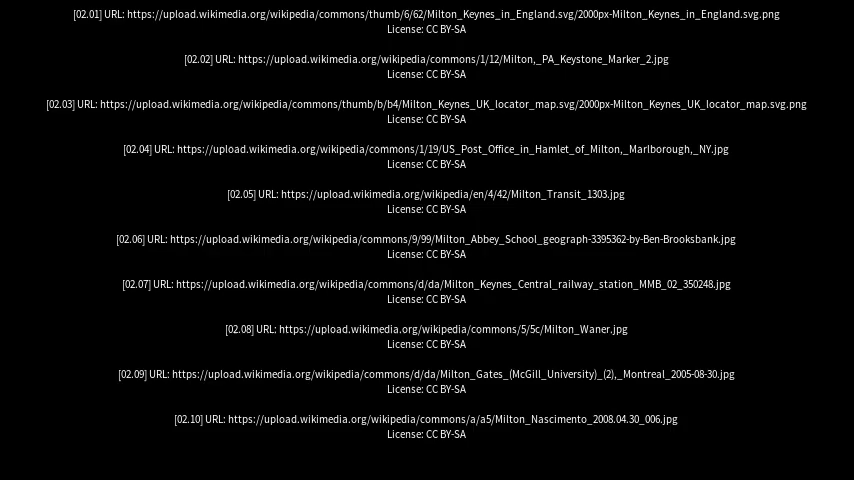 [02.01] URL: https://upload.wikimedia.org/wikipedia/commons/thumb/6/62/Milton_Keynes_in_England.svg/2000px-Milton_Keynes_in_England.svg.png
License: CC BY-SA
[02.02] URL: https://upload.wikimedia.org/wikipedia/commons/1/12/Milton,_PA_Keystone_Marker_2.jpg
License: CC BY-SA
[02.03] URL: https://upload.wikimedia.org/wikipedia/commons/thumb/b/b4/Milton_Keynes_UK_locator_map.svg/2000px-Milton_Keynes_UK_locator_map.svg.png
License: CC BY-SA
[02.04] URL: https://upload.wikimedia.org/wikipedia/commons/1/19/US_Post_Office_in_Hamlet_of_Milton,_Marlborough,_NY.jpg
License: CC BY-SA
[02.05] URL: https://upload.wikimedia.org/wikipedia/en/4/42/Milton_Transit_1303.jpg
License: CC BY-SA
[02.06] URL: https://upload.wikimedia.org/wikipedia/commons/9/99/Milton_Abbey_School_geograph-3395362-by-Ben-Brooksbank.jpg
License: CC BY-SA
[02.07] URL: https://upload.wikimedia.org/wikipedia/commons/d/da/Milton_Keynes_Central_railway_station_MMB_02_350248.jpg
License: CC BY-SA
[02.08] URL: https://upload.wikimedia.org/wikipedia/commons/5/5c/Milton_Waner.jpg
License: CC BY-SA
[02.09] URL: https://upload.wikimedia.org/wikipedia/commons/d/da/Milton_Gates_(McGill_University)_(2),_Montreal_2005-08-30.jpg
License: CC BY-SA
[02.10] URL: https://upload.wikimedia.org/wikipedia/commons/a/a5/Milton_Nascimento_2008.04.30_006.jpg
License: CC BY-SA